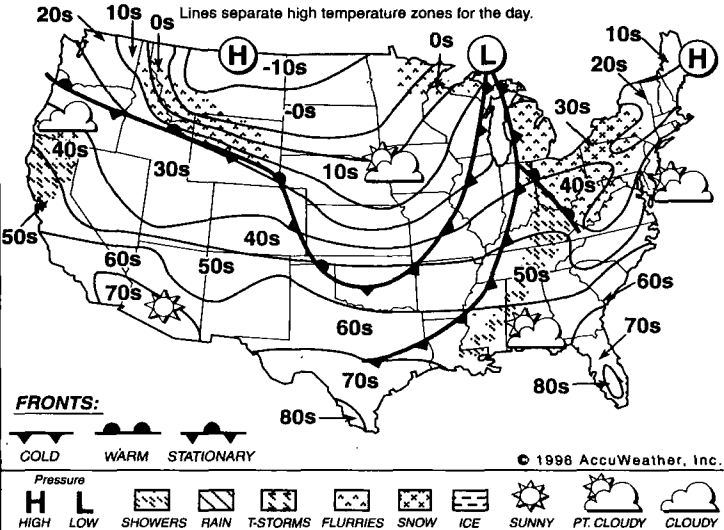 Lines separate high temperature zones for the day.
20s 10s 0s 0s 10s
H L H
20s
-10s
-0s
30s
40s
30s
10s
40s
50s
40s
60s 50s
50s
70s
60s
60s
70s
70s
80s
80s
FRONTS:
COLD WARM STATIONARY
© 1996 AccuWeather, Inc.
Pressure
H L
HIGH LOW SHOWERS RAIN T-STORMS FLURRIES SNOW ICE SUNNY PT. CLOUDY CLOUDY